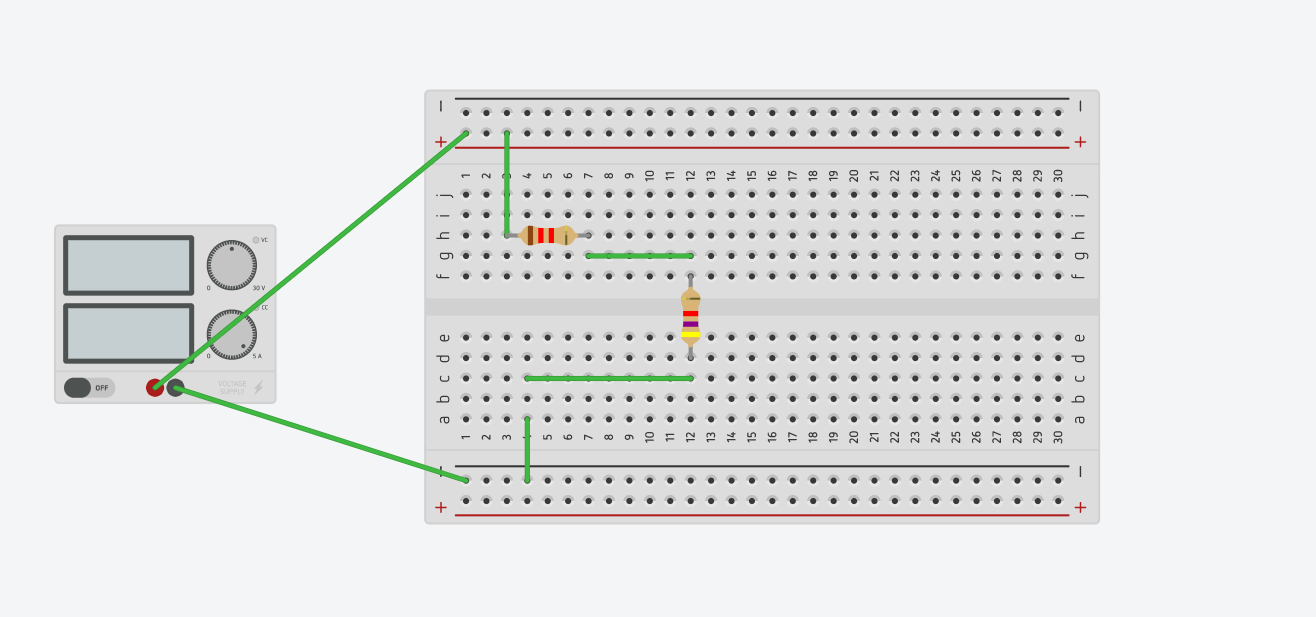 − −
+ +
1 2 3 4 5 6 7 8 9 10 11 12 13 14 15 16 17 18 19 20 21 22 23 24 25 26 27 28 29 30
j j
i i
h h
g g
f f
VC
0 30 V
CC
0 5 A
OFF
VOLTAGE
SUPPLY
e e
d d
c c
b b
a a
1 2 3 4 5 6 7 8 9 10 11 12 13 14 15 16 17 18 19 20 21 22 23 24 25 26 27 28 29 30
− −
+ +